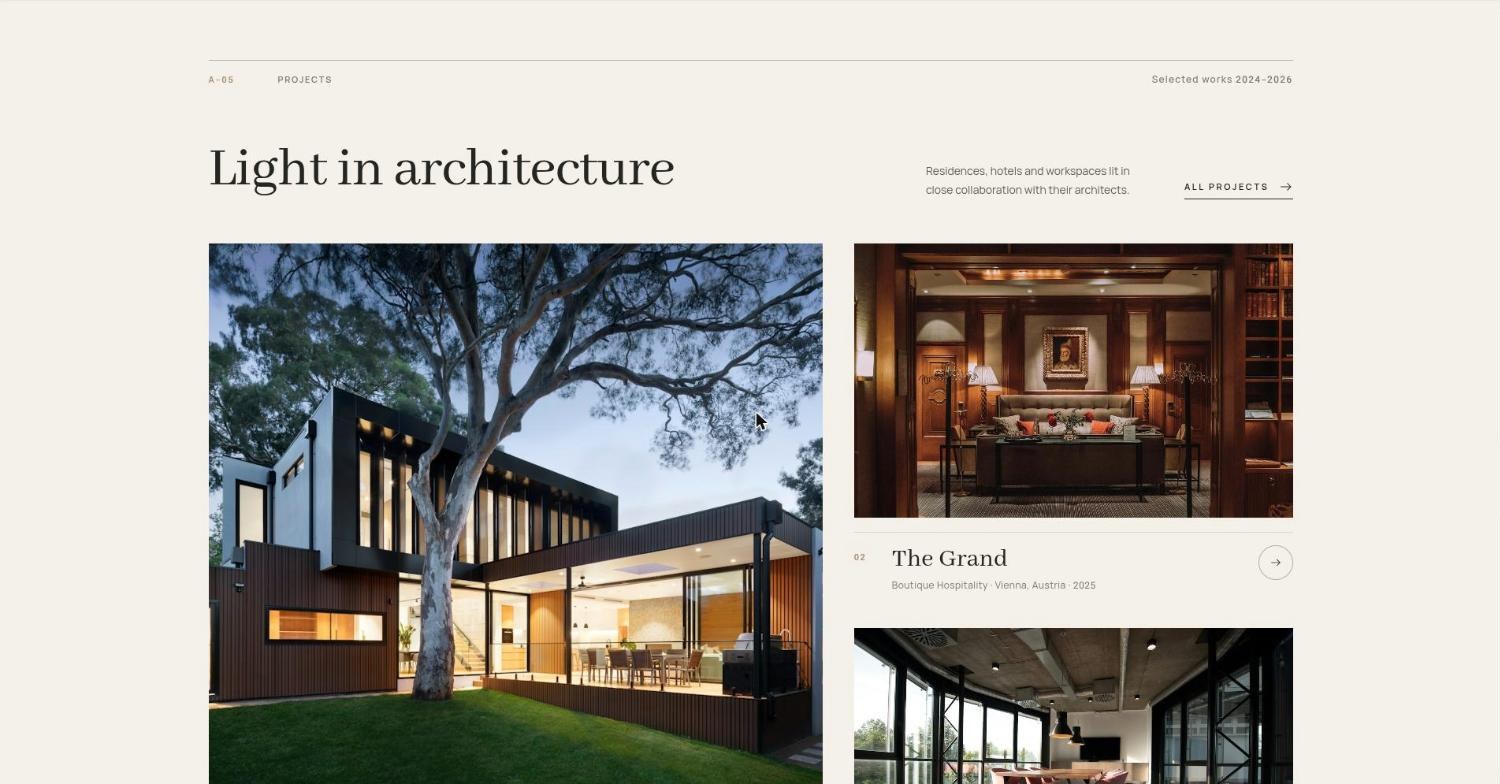 A–05 PROJECTS Selected works 2024–2026
Light in architecture
Residences, hotels and workspaces lit in
close collaboration with their architects.
ALL PROJECTS →
02 The Grand →
Boutique Hospitality · Vienna, Austria · 2025